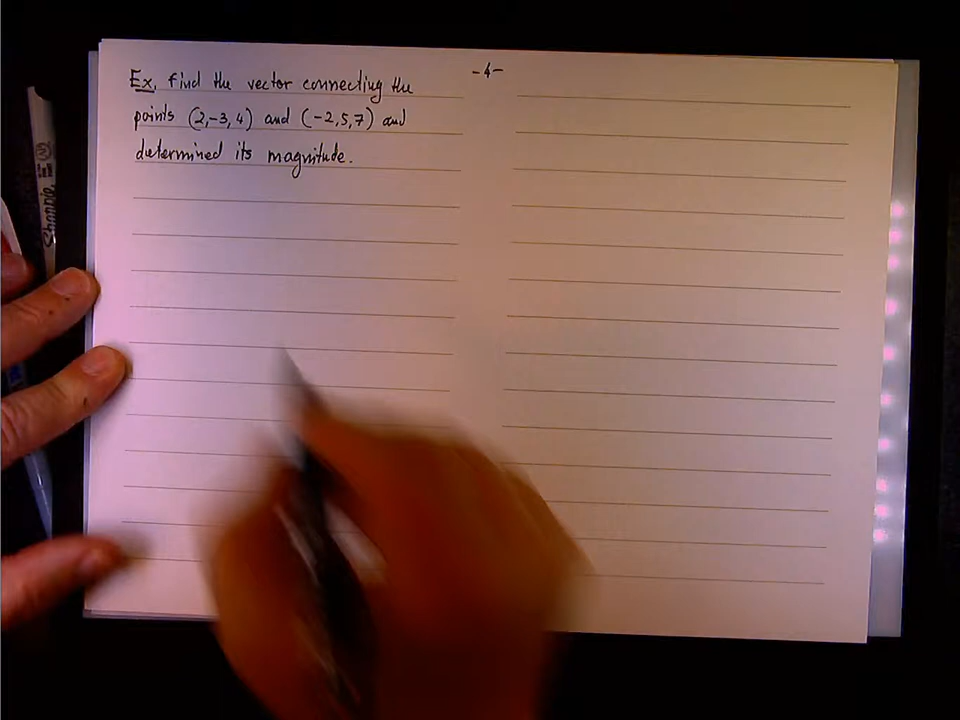 -4-
Ex. find the vector connecting the
points (2,-3,4) and (-2,5,7) and
determined its magnitude.
Sharpie